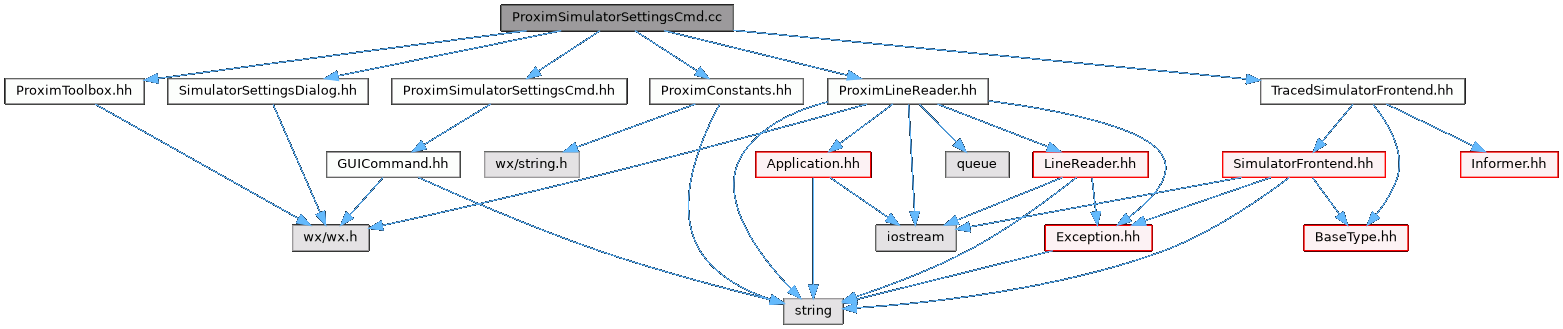 ProximSimulatorSettingsCmd.cc
ProximToolbox.hh
SimulatorSettingsDialog.hh
ProximSimulatorSettingsCmd.hh
ProximConstants.hh
ProximLineReader.hh
TracedSimulatorFrontend.hh
GUICommand.hh
wx/string.h
Application.hh
queue
LineReader.hh
SimulatorFrontend.hh
Informer.hh
wx/wx.h
iostream
Exception.hh
BaseType.hh
string